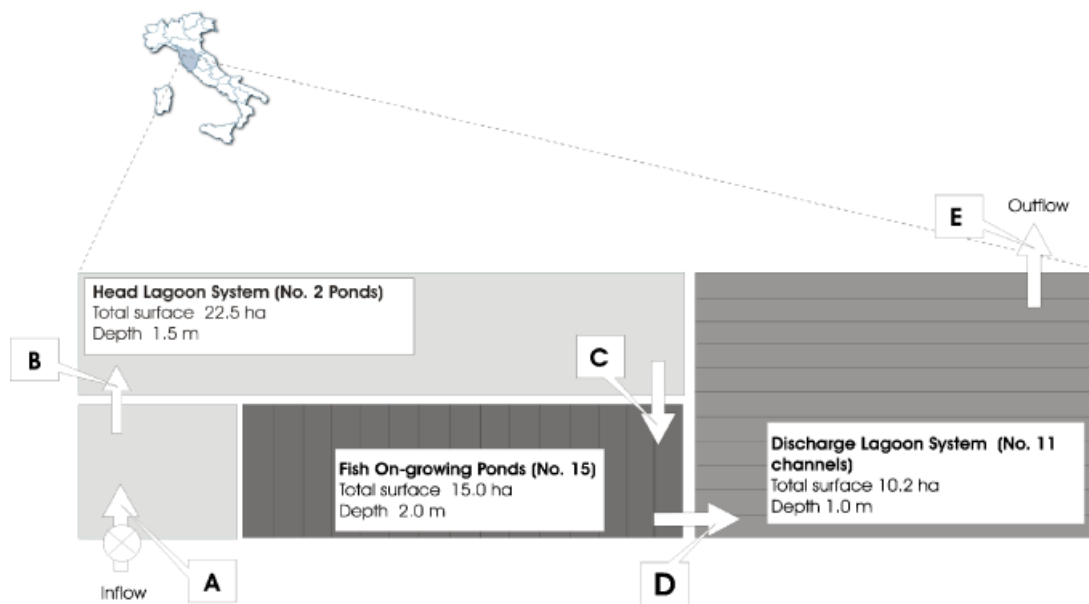 E
Outflow
Head Lagoon System (No. 2 Ponds)
Total surface 22.5 ha
Depth 1.5 m
B
C
Fish On-growing Ponds (No. 15)
Total surface 15.0 ha
Depth 2.0 m
Discharge Lagoon System (No. 11
channels)
Total surface 10.2 ha
Depth 1.0 m
A
D
Inflow